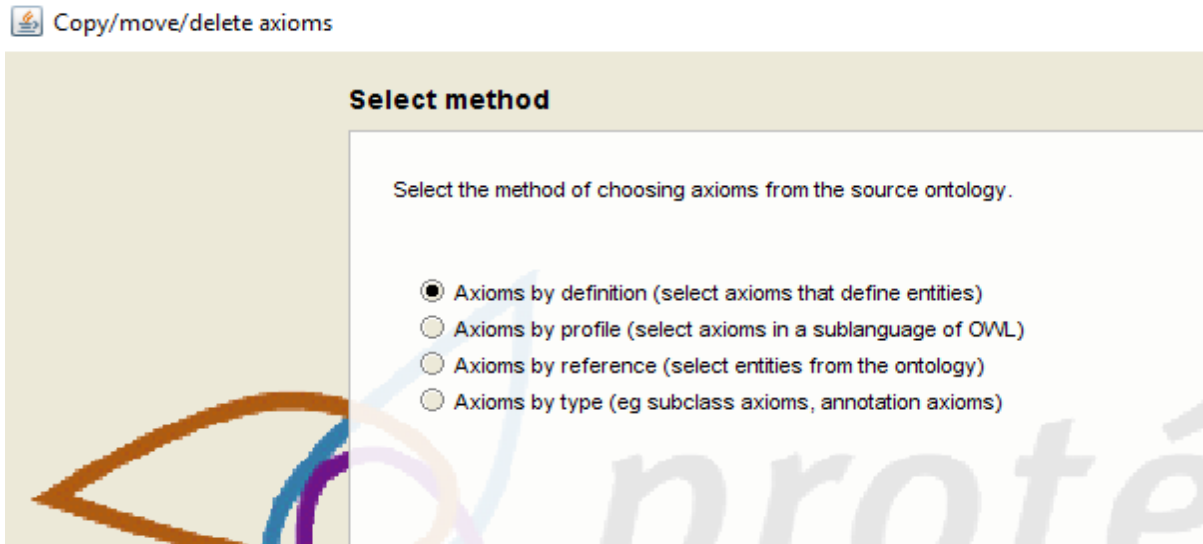 Copy/move/delete axioms
Select method
Select the method of choosing axioms from the source ontology.
Axioms by definition (select axioms that define entities)
Axioms by profile (select axioms in a sublanguage of OWL)
Axioms by reference (select entities from the ontology)
Axioms by type (eg subclass axioms, annotation axioms)
proté